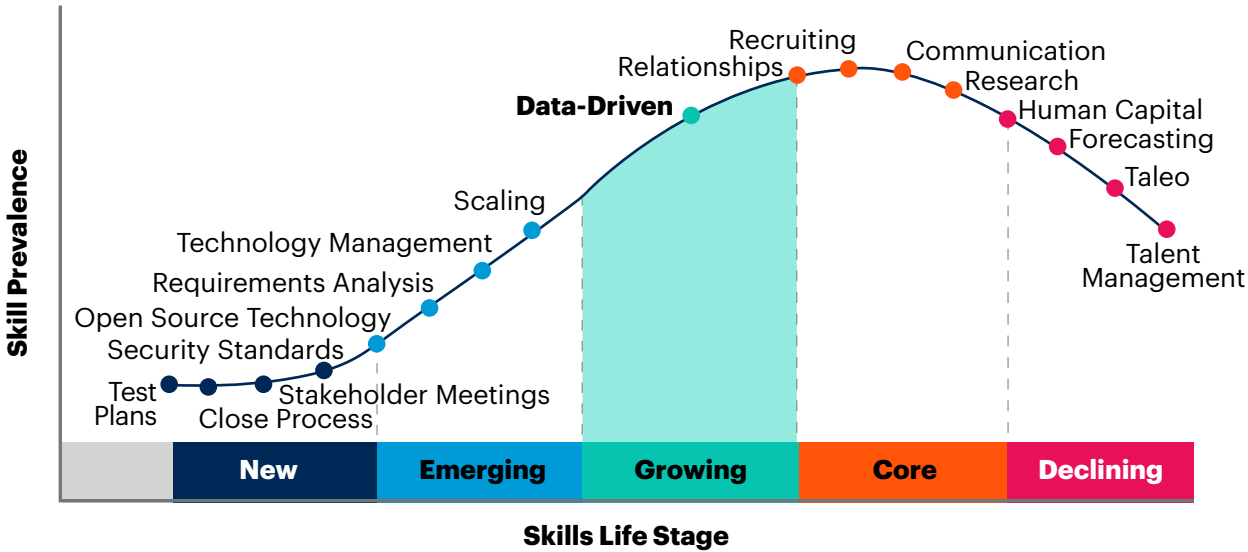 Skill Prevalence
Recruiting
Relationships
Communication
Research
Data-Driven
Human Capital
Forecasting
Taleo
Talent
Management
Scaling
Technology Management
Requirements Analysis
Open Source Technology
Security Standards
Test
Plans
Stakeholder Meetings
Close Process
New
Emerging
Growing
Core
Declining
Skills Life Stage